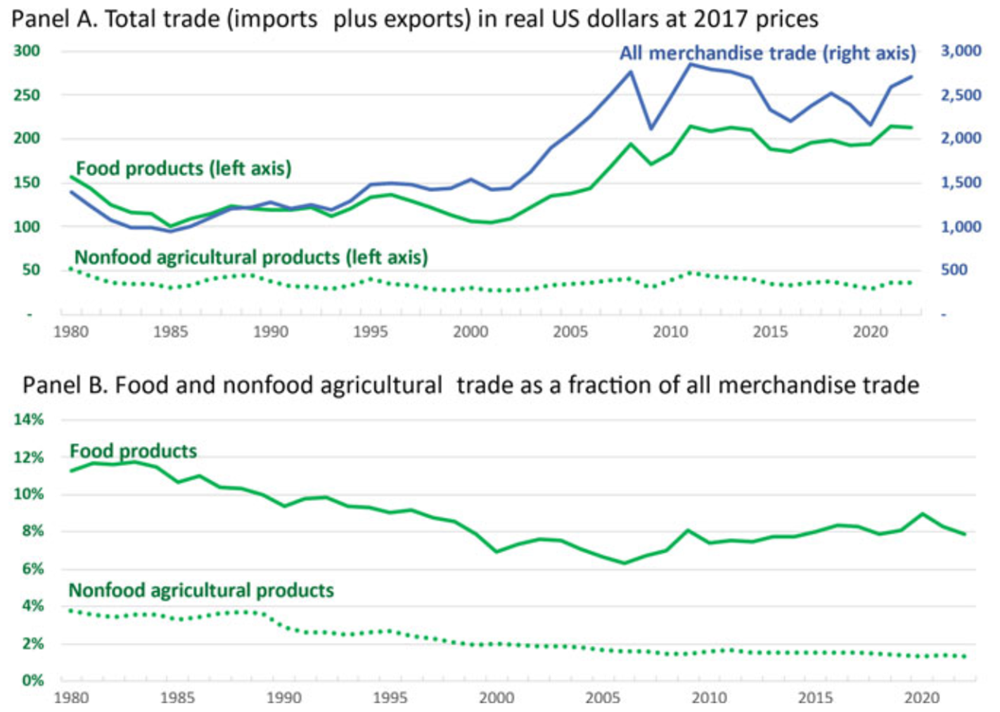 Panel A. Total trade (imports plus exports) in real US dollars at 2017 prices
300
All merchandise trade (right axis)
3,000
250
2,500
200
2,000
Food products (left axis)
150
1,500
100
1,000
Nonfood agricultural products (left axis)
50
500
-
-
1980 1985 1990 1995 2000 2005 2010 2015 2020
Panel B. Food and nonfood agricultural trade as a fraction of all merchandise trade
14%
Food products
12%
10%
8%
6%
Nonfood agricultural products
4%
2%
0%
1980 1985 1990 1995 2000 2005 2010 2015 2020